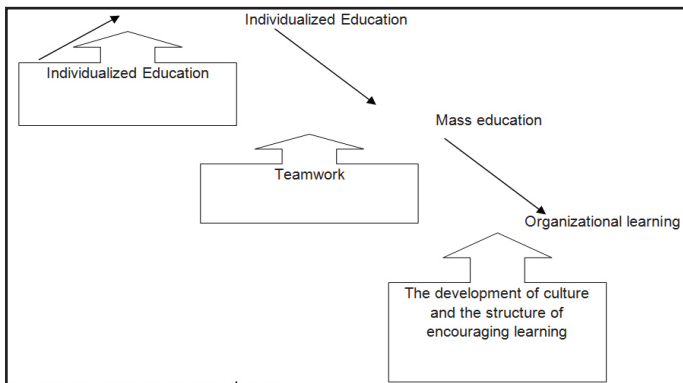 Individualized Education
Individualized Education
Mass education
Teamwork
Organizational learning
The development of culture
and the structure of
encouraging learning